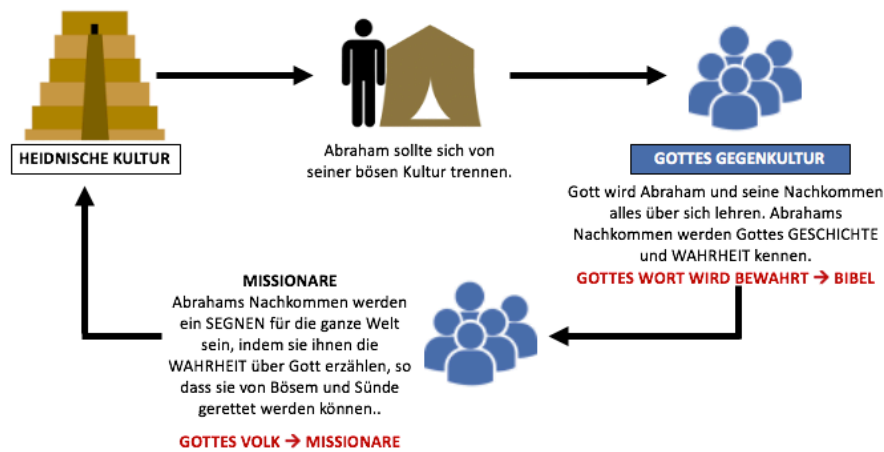 HEIDNISCHE KULTUR
Abraham sollte sich von
seiner bösen Kultur trennen.
GOTTES GEGENKULTUR
Gott wird Abraham und seine Nachkommen
alles über sich lehren. Abrahams
Nachkommen werden Gottes GESCHICHTE
und WAHRHEIT kennen.
GOTTES WORT WIRD BEWAHRT → BIBEL
MISSIONARE
Abrahams Nachkommen werden
ein SEGNEN für die ganze Welt
sein, indem sie ihnen die
WAHRHEIT über Gott erzählen, so
dass sie von Bösem und Sünde
gerettet werden können..
GOTTES VOLK → MISSIONARE